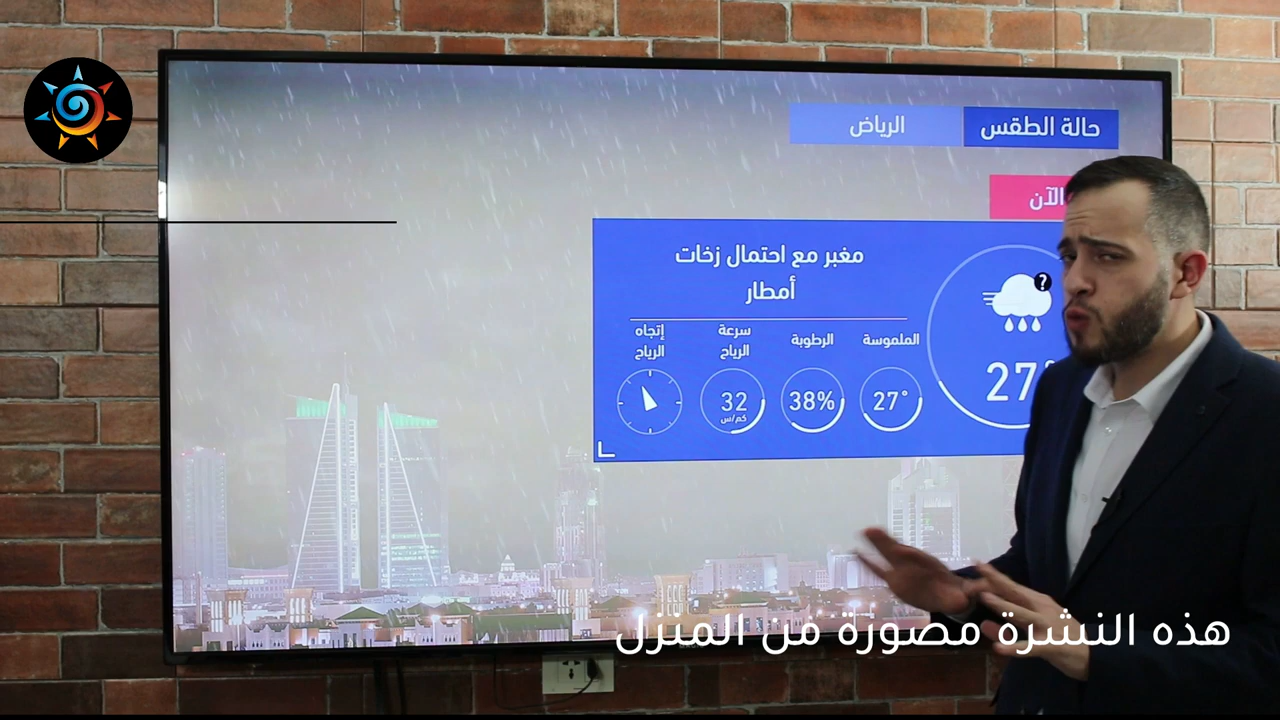 حالة الطقس
الرياض
الآن
مغبر مع احتمال زخات
أمطار
الملموسة
27°
الرطوبة
38%
سرعة
الرياح
32
كم/س
إتجاه
الرياح
?
27°
هذه النشرة مصورة من المنزل